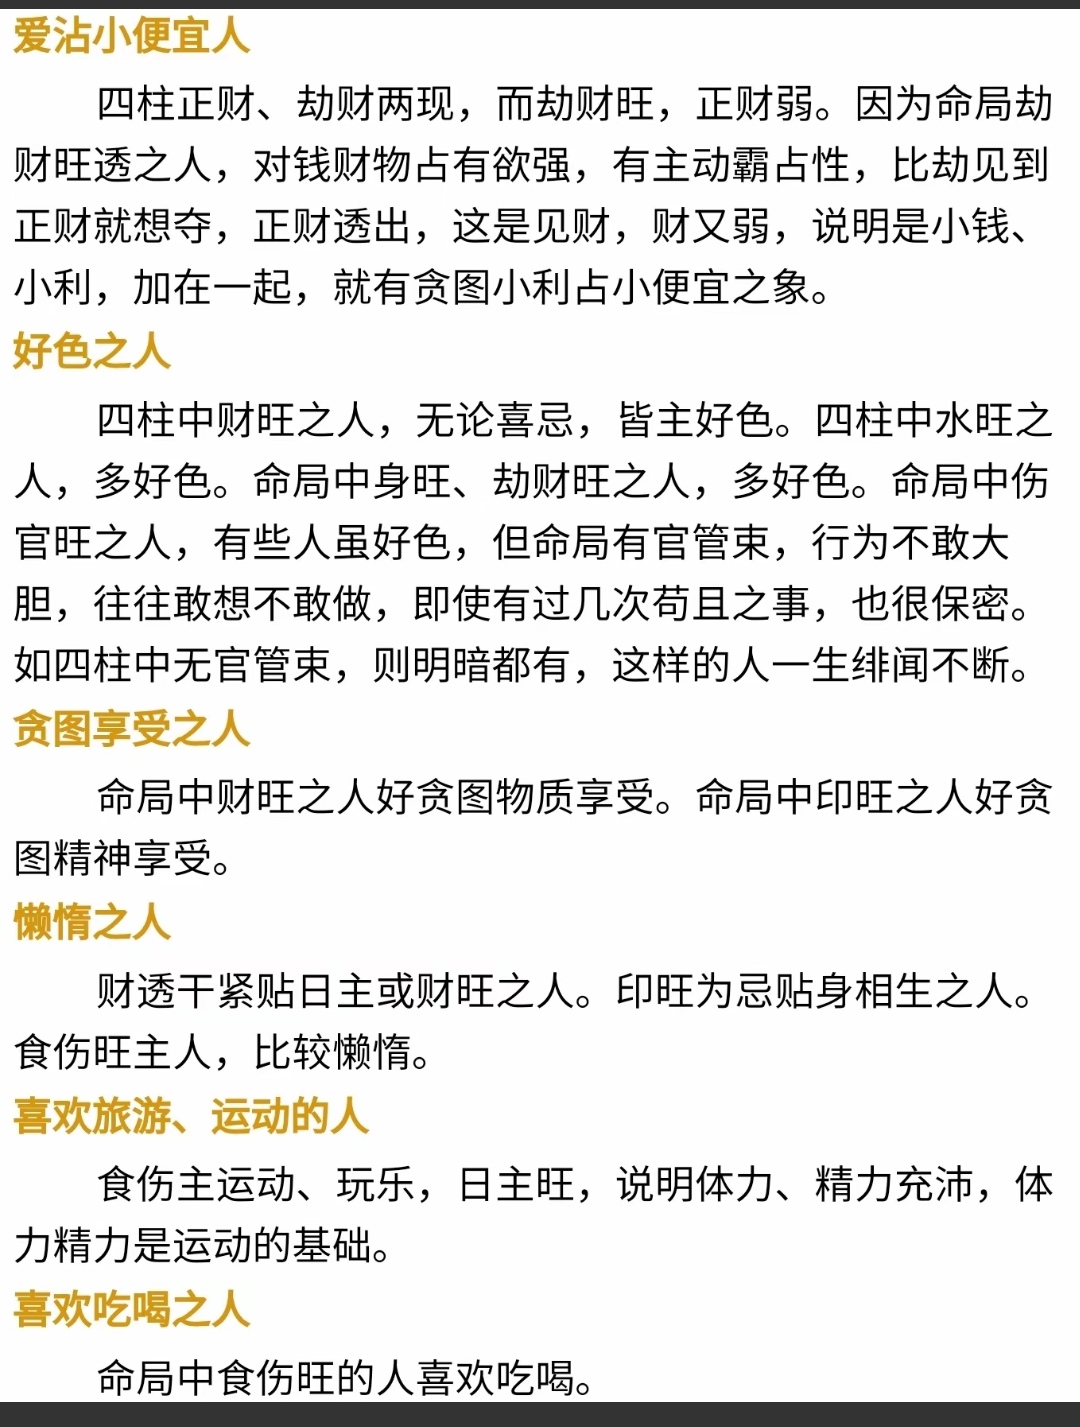 爱沾小便宜人
四柱正财、劫财两现，而劫财旺，正财弱。因为命局劫
财旺透之人，对钱财物占有欲强，有主动霸占性，比劫见到
正财就想夺，正财透出，这是见财，财又弱，说明是小钱、
小利，加在一起，就有贪图小利占小便宜之象。
好色之人
四柱中财旺之人，无论喜忌，皆主好色。四柱中水旺之
人，多好色。命局中身旺、劫财旺之人，多好色。命局中伤
官旺之人，有些人虽好色，但命局有官管束，行为不敢大
胆，往往敢想不敢做，即使有过几次苟且之事，也很保密。
如四柱中无官管束，则明暗都有，这样的人一生绯闻不断。
贪图享受之人
命局中财旺之人好贪图物质享受。命局中印旺之人好贪
图精神享受。
懒惰之人
财透干紧贴日主或财旺之人。印旺为忌贴身相生之人。
食伤旺主人，比较懒惰。
喜欢旅游、运动的人
食伤主运动、玩乐，日主旺，说明体力、精力充沛，体
力精力是运动的基础。
喜欢吃喝之人
命局中食伤旺的人喜欢吃喝。